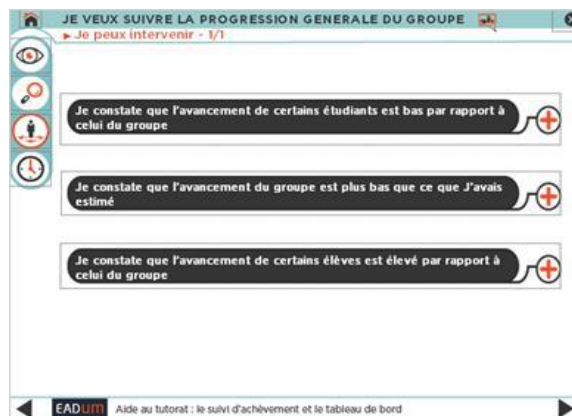 JE VEUX SUIVRE LA PROGRESSION GENERALE DU GROUPE
► Je peux intervenir - 1/1
Je constate que l'avancement de certains étudiants est bas par rapport à
celui du groupe
Je constate que l'avancement du groupe est plus bas que ce que J'avais
estimé
Je constate que l'avancement de certains élèves est élevé par rapport à
celui du groupe
EADum Aide au tutorat : le suivi d'achèvement et le tableau de bord